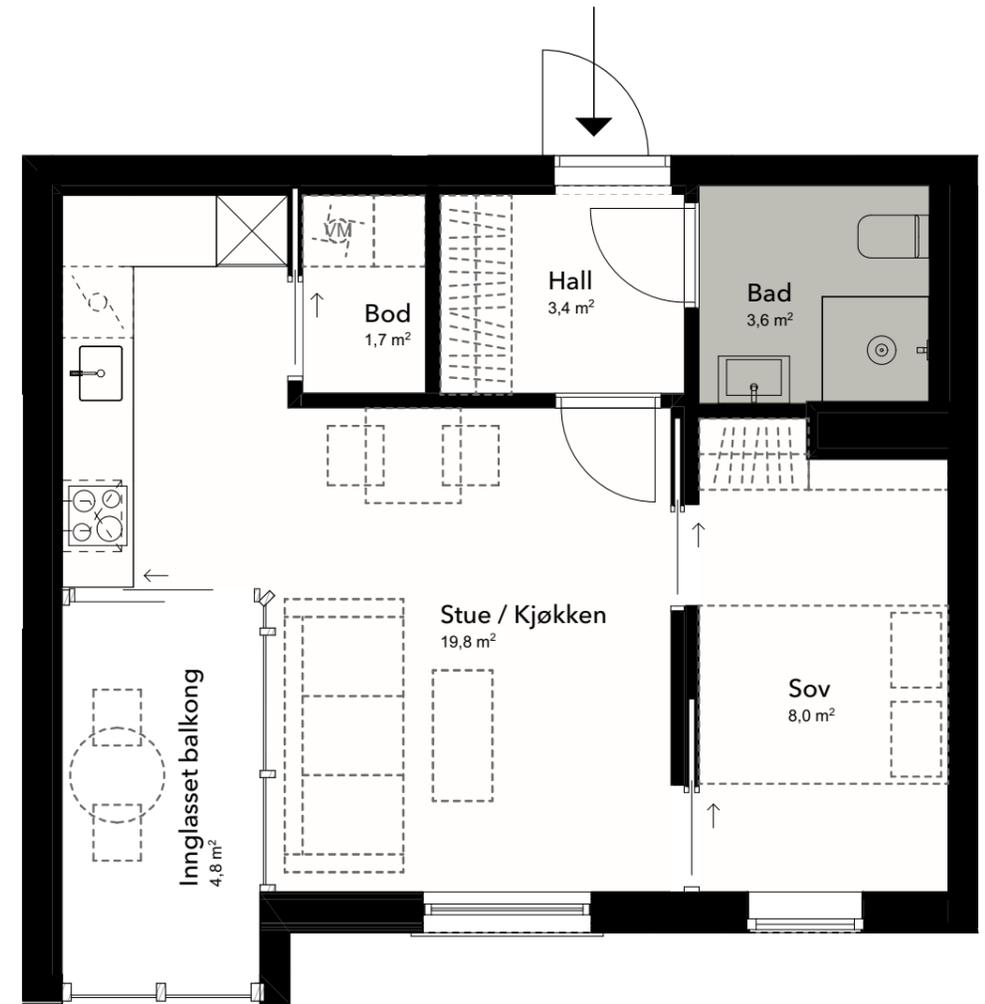 VM
Bod
1,7 m²
Hall
3,4 m²
Bad
3,6 m²
Stue / Kjøkken
19,8 m²
Sov
8,0 m²
Innglasset balkong
4,8 m²